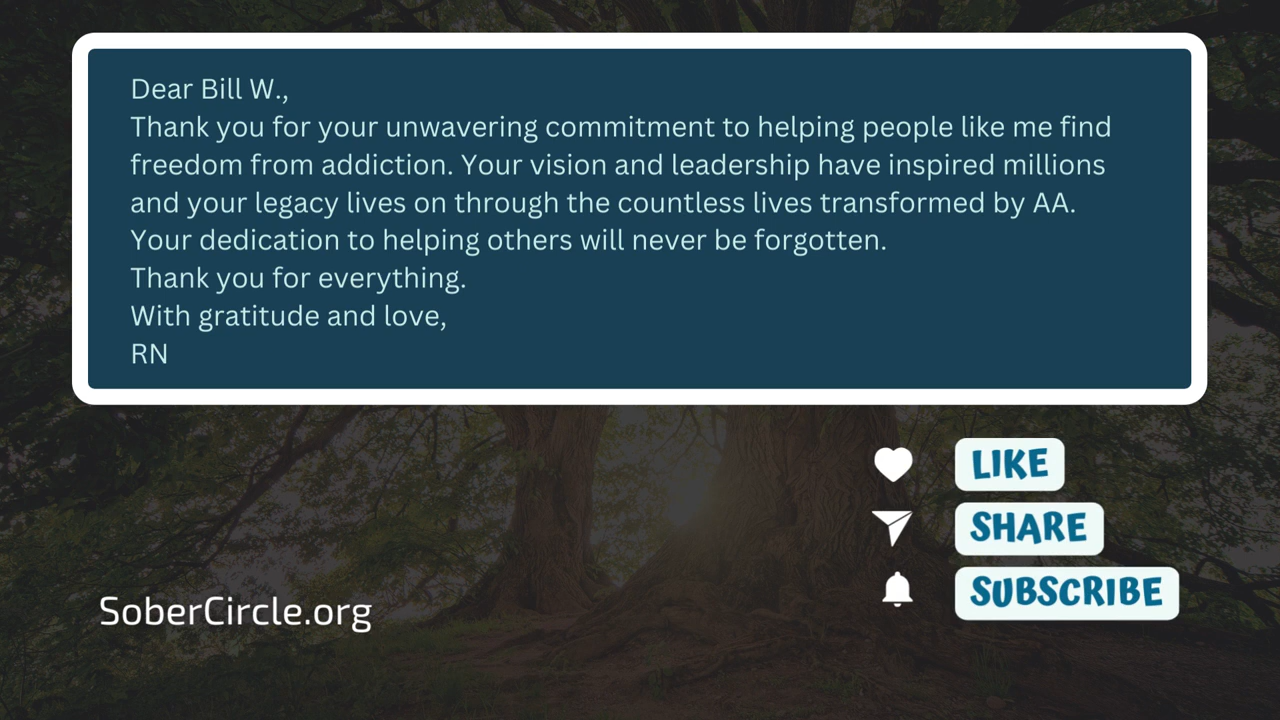 Dear Bill W.,
Thank you for your unwavering commitment to helping people like me find
freedom from addiction. Your vision and leadership have inspired millions
and your legacy lives on through the countless lives transformed by AA.
Your dedication to helping others will never be forgotten.
Thank you for everything.
With gratitude and love,
RN
LIKE
SHARE
SUBSCRIBE
SoberCircle.org